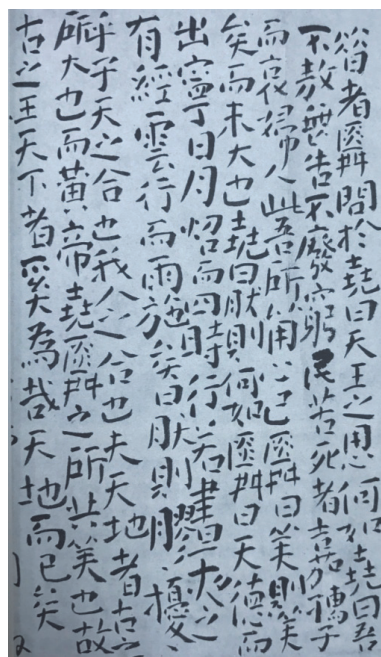 昔者舜問於堯曰天王之用心何如堯曰吾
不敖無告不廢窮民苦死者嘉孺子
而哀婦人此吾所以用心已舜曰美則美
矣而未大也堯曰然則何如舜曰天德而
出寧日月照而四時行若晝夜之
有經雲行而雨施矣曰然則膠膠擾擾
乎子天之合也我人之合也夫天地者古之
所大也而黃帝堯舜之所共美也故
古之王天下者奚為哉天地而已矣